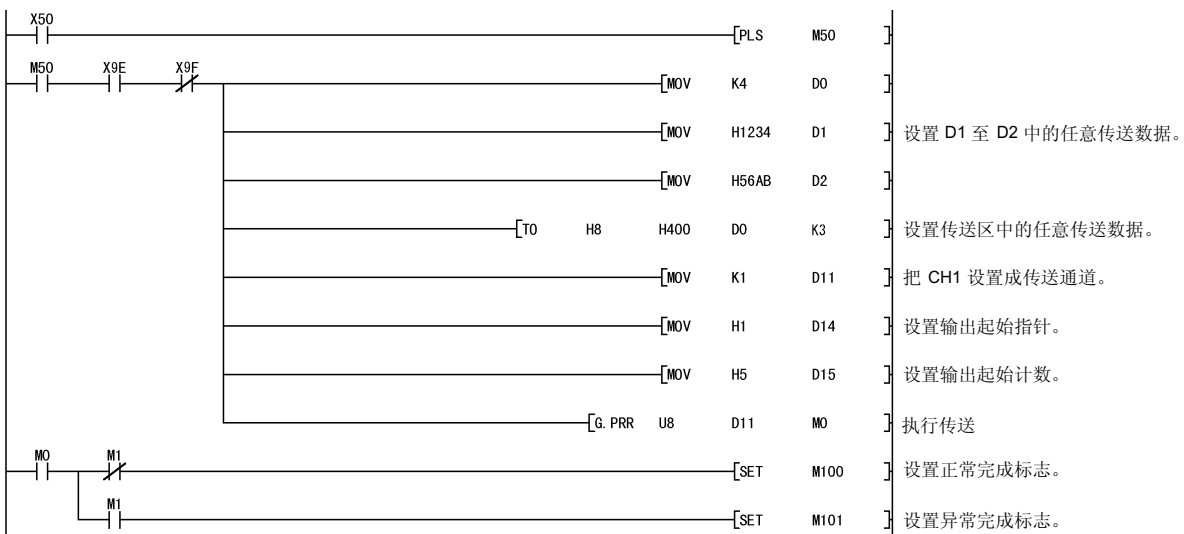 X50
PLS M50
M50 X9E X9F
MOV K4 D0
MOV H1234 D1 设置 D1 至 D2 中的任意传送数据。
MOV H56AB D2
TO H8 H400 D0 K3 设置传送区中的任意传送数据。
MOV K1 D11 把 CH1 设置成传送通道。
MOV H1 D14 设置输出起始指针。
MOV H5 D15 设置输出起始计数。
G.PRR U8 D11 M0 执行传送
M0 M1
SET M100 设置正常完成标志。
M1
SET M101 设置异常完成标志。